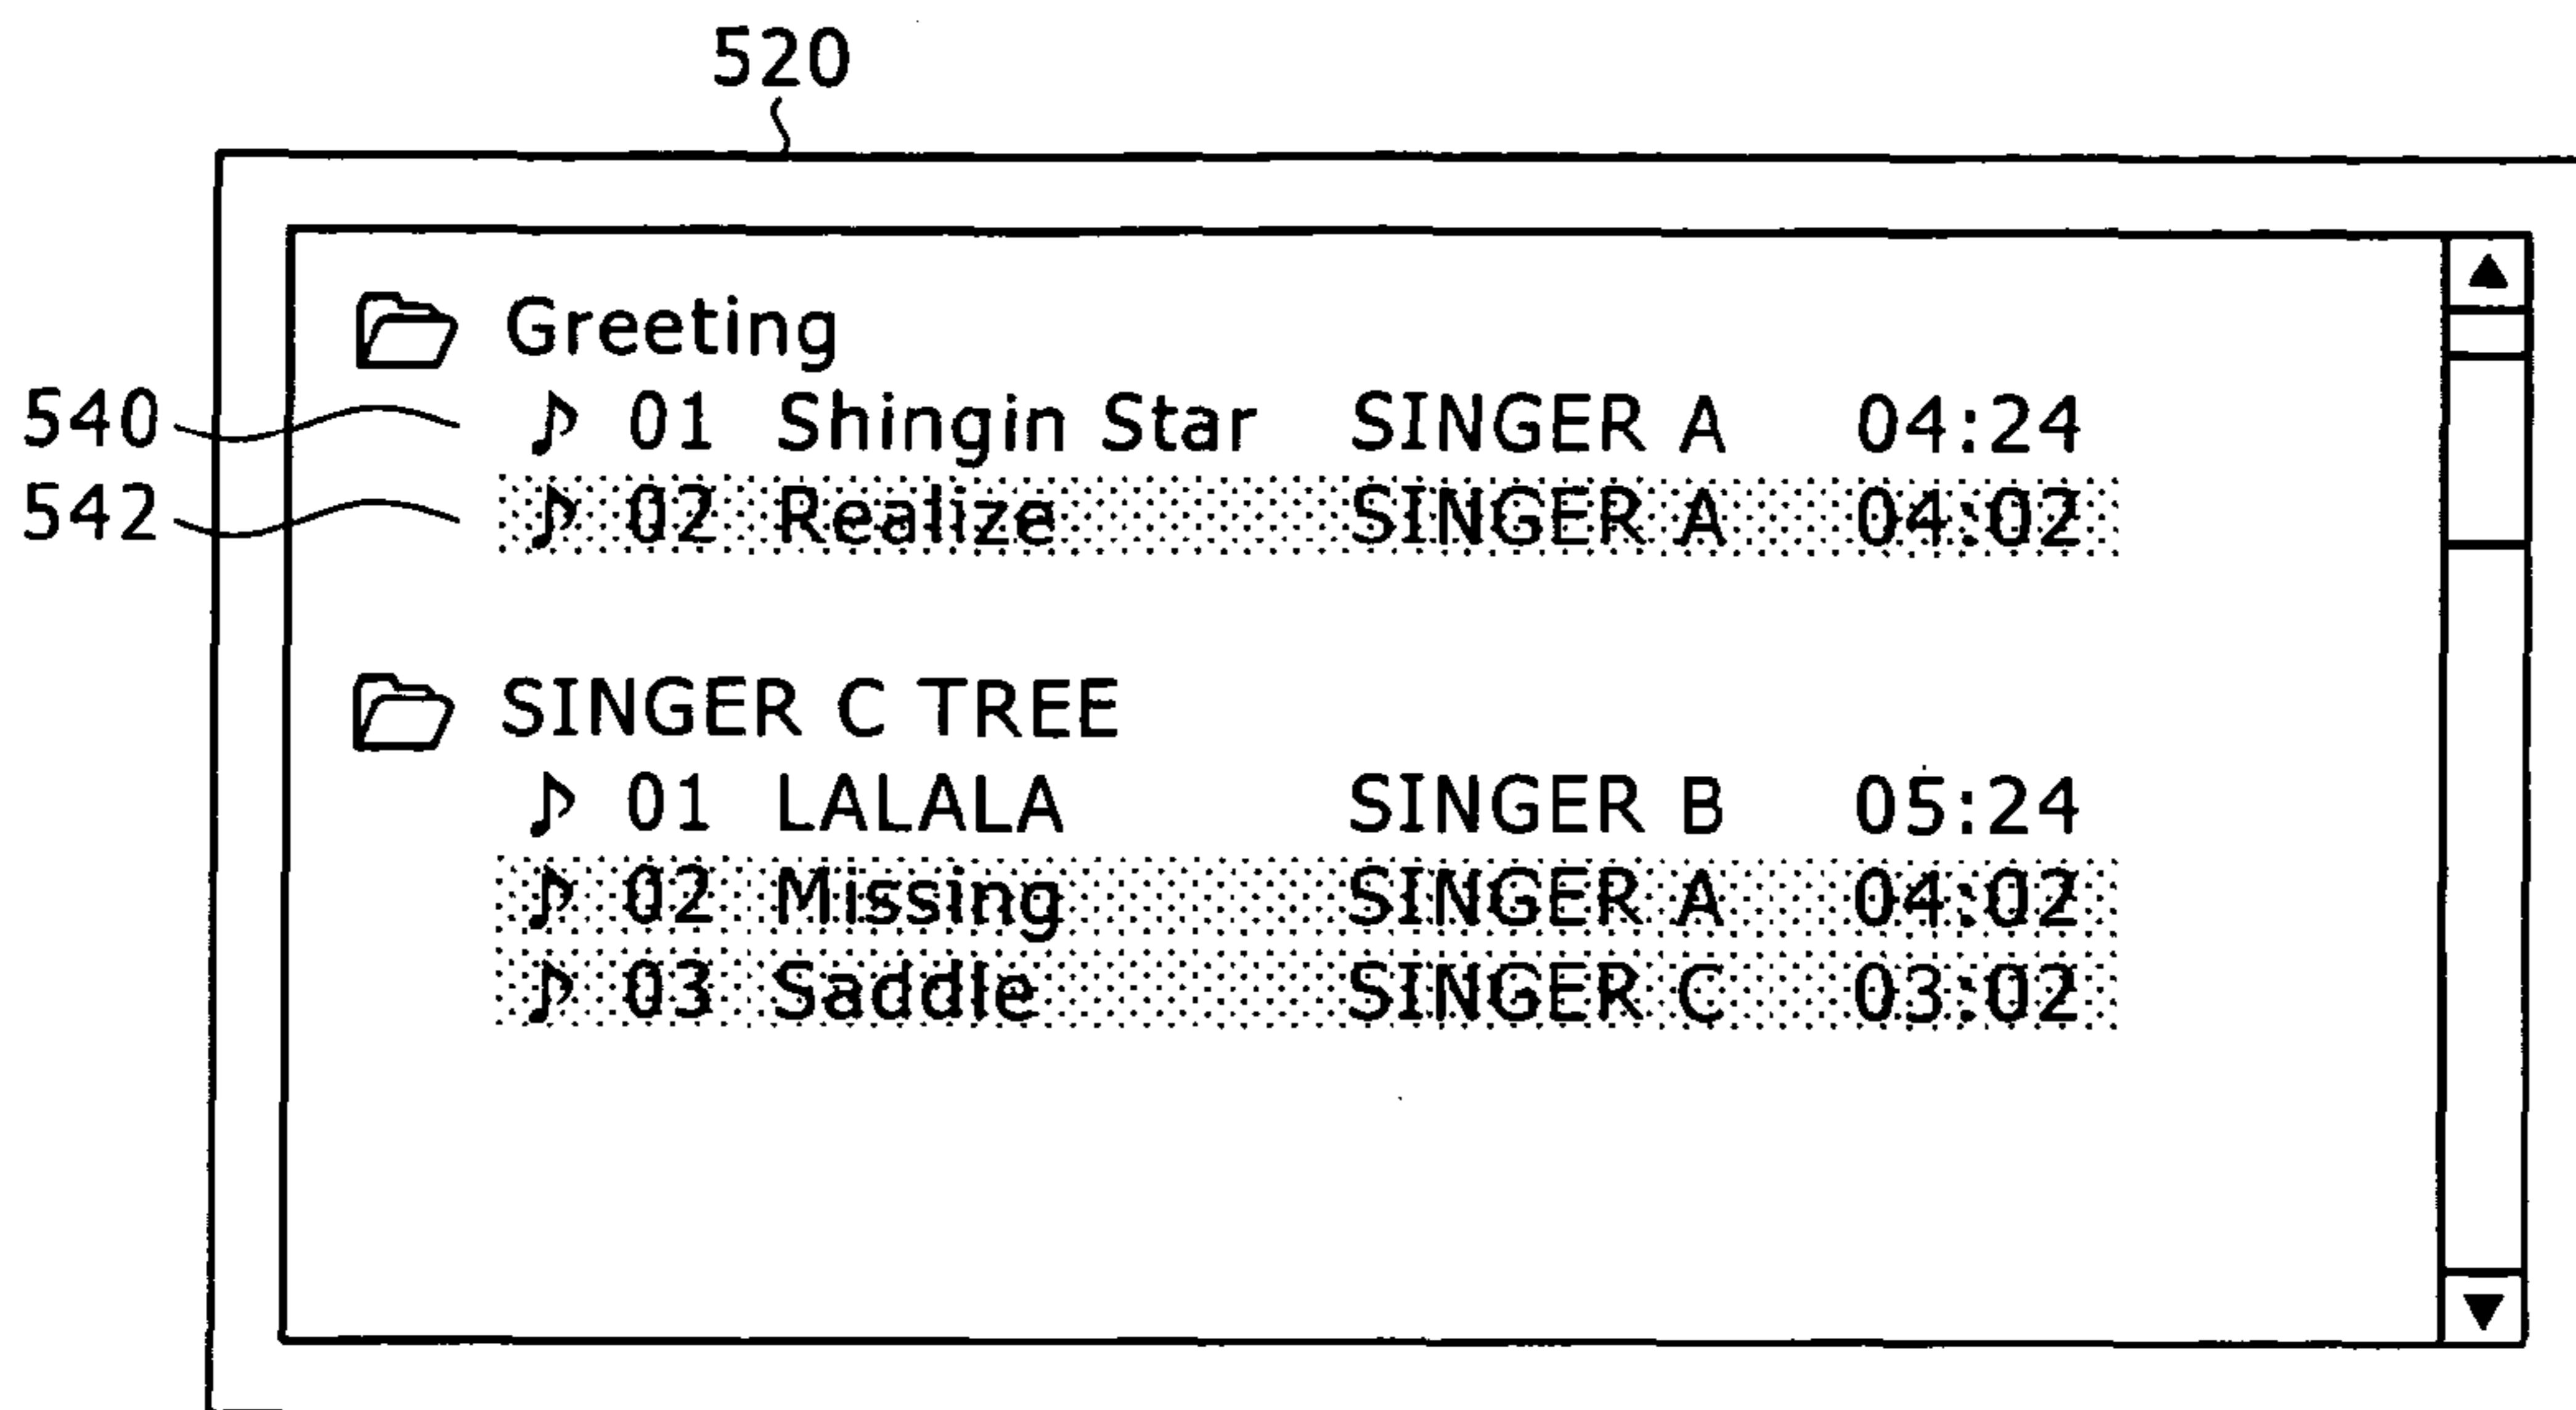 520
Greeting
540 01 Shingin Star SINGER A 04:24
542 02 Realize SINGER A 04:02
SINGER C TREE
01 LALALA SINGER B 05:24
02 Missing SINGER A 04:02
03 Saddle SINGER C 03:02